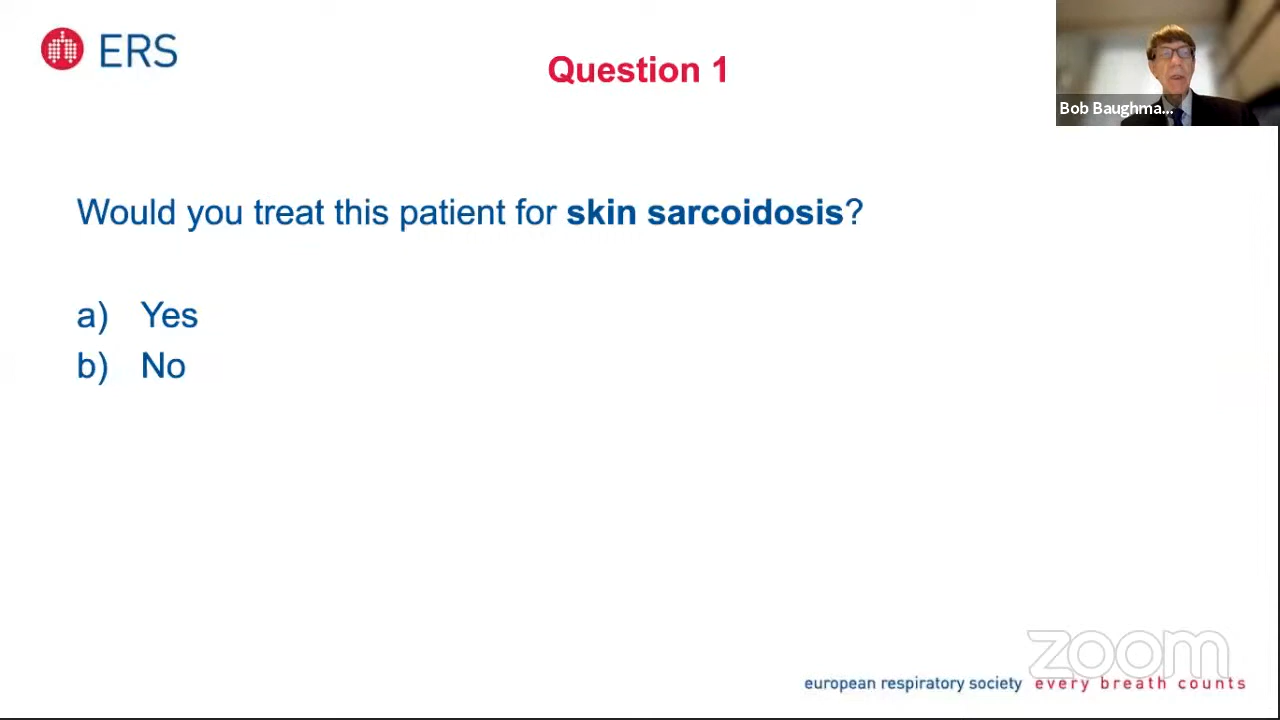 ERS
Question 1
Bob Baughma...
Would you treat this patient for skin sarcoidosis?
a) Yes
b) No
zoom
european respiratory society every breath counts